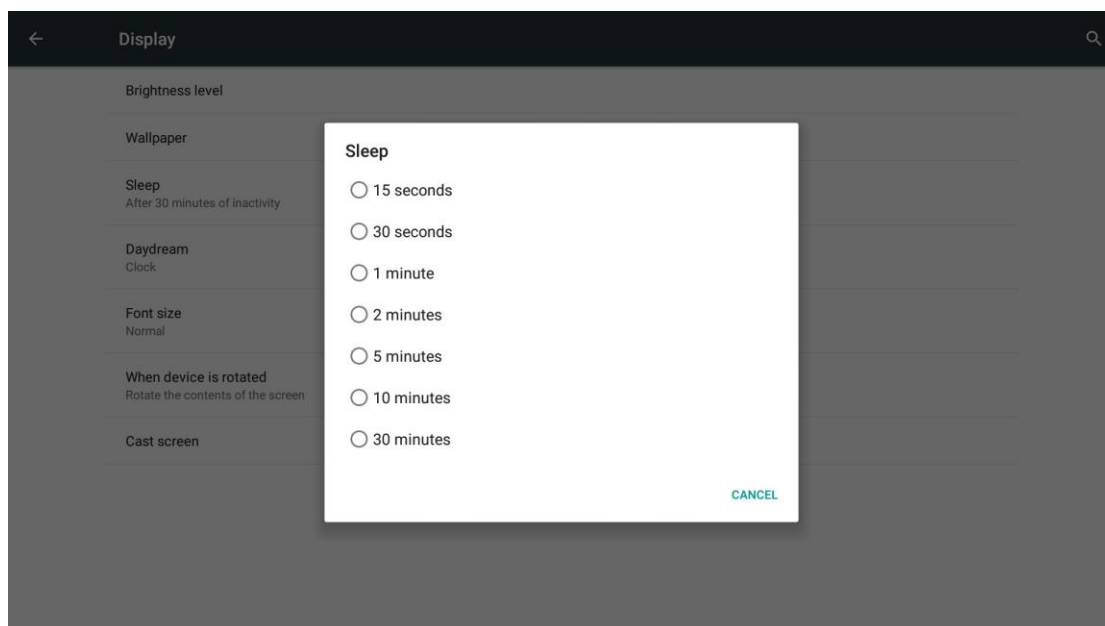 Display
Brightness level
Wallpaper
Sleep
After 30 minutes of inactivity
Daydream
Clock
Font size
Normal
When device is rotated
Rotate the contents of the screen
Cast screen
Sleep
15 seconds
30 seconds
1 minute
2 minutes
5 minutes
10 minutes
30 minutes
CANCEL